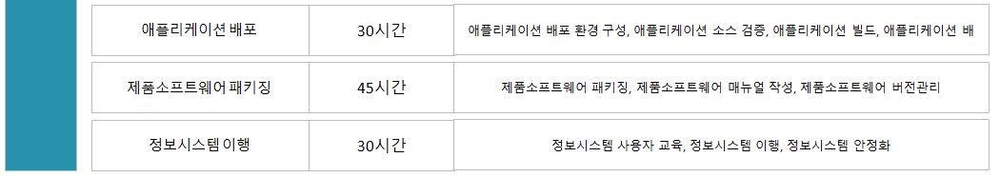 애플리케이션 배포 30시간 애플리케이션 배포 환경 구성, 애플리케이션 소스 검증, 애플리케이션 빌드, 애플리케이션 배
제품소프트웨어 패키징 45시간 제품소프트웨어 패키징, 제품소프트웨어 매뉴얼 작성, 제품소프트웨어 버전관리
정보시스템 이행 30시간 정보시스템 사용자 교육, 정보시스템 이행, 정보시스템 안정화